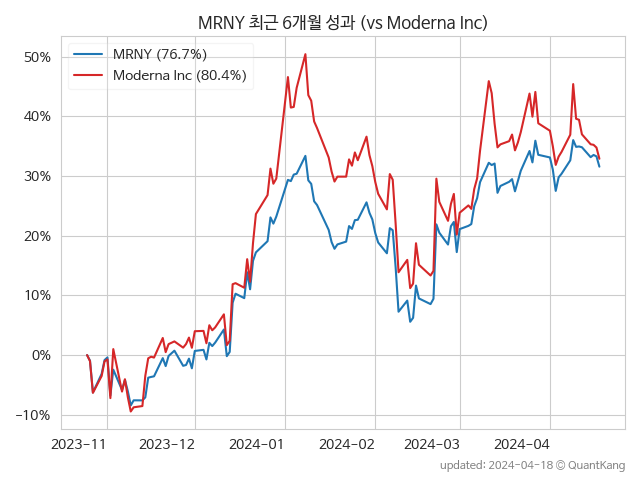 MRNY 최근 6개월 성과 (vs Moderna Inc)
MRNY (76.7%)
Moderna Inc (80.4%)
50%
40%
30%
20%
10%
0%
−10%
2023-11 2023-12 2024-01 2024-02 2024-03 2024-04
updated: 2024-04-18 © QuantKang